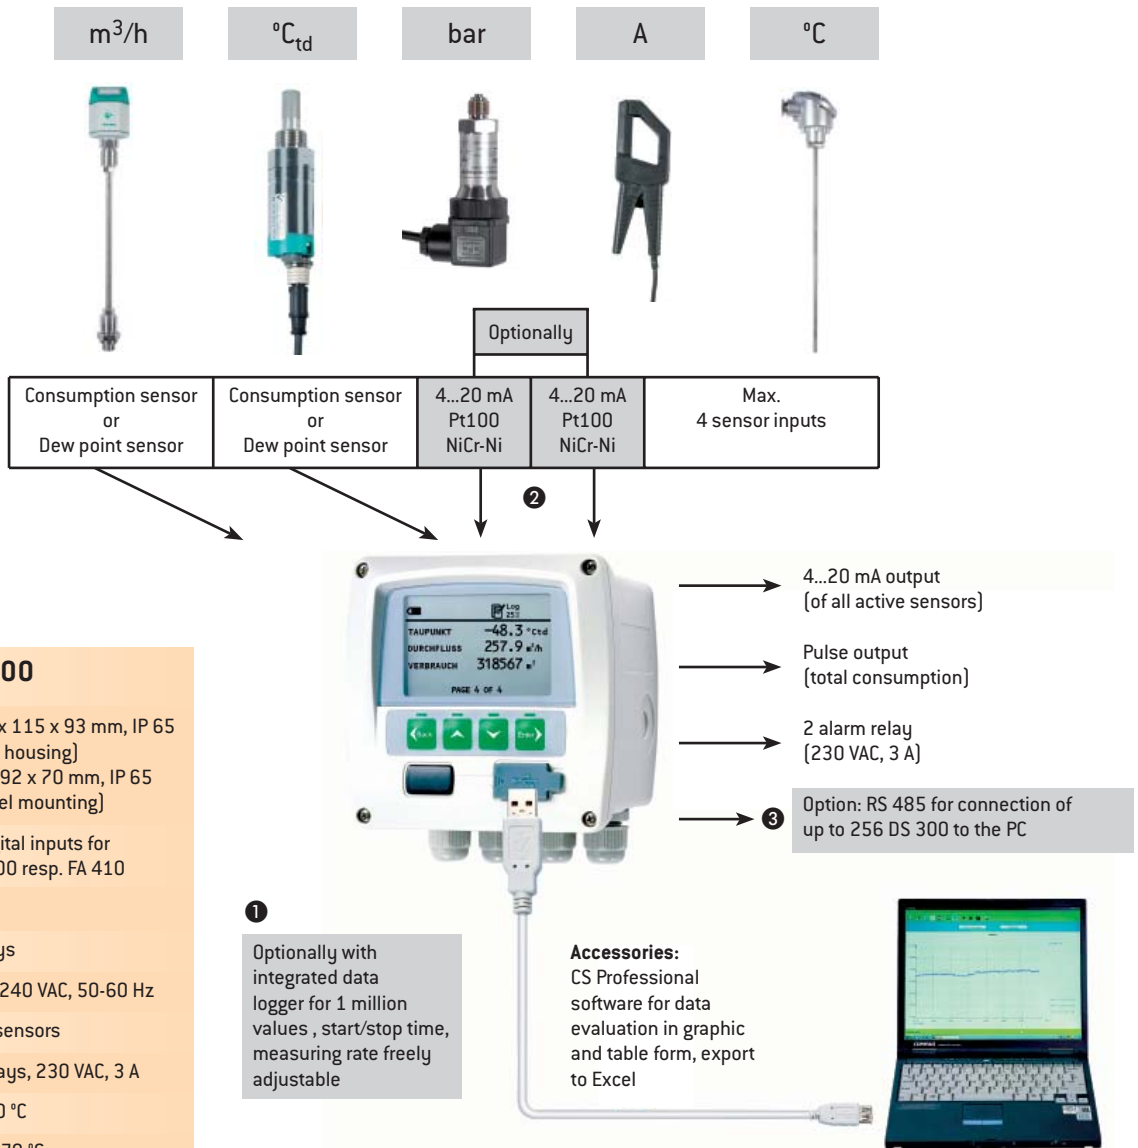 m³/h
°Ctd
bar
A
°C
Optionally
Consumption sensor
or
Dew point sensor
Consumption sensor
or
Dew point sensor
4...20 mA
Pt100
NiCr-Ni
4...20 mA
Pt100
NiCr-Ni
Max.
4 sensor inputs
❷
Log
25%
TAUPUNKT -48.3 °Ctd
DURCHFLUSS 257.9 m³/h
VERBRAUCH 318567 m³
PAGE 4 OF 4
Back
Enter
4...20 mA output
(of all active sensors)
Pulse output
(total consumption)
2 alarm relay
(230 VAC, 3 A)
❸
Option: RS 485 for connection of
up to 256 DS 300 to the PC
00
x 115 x 93 mm, IP 65
housing)
92 x 70 mm, IP 65
el mounting)
ital inputs for
00 resp. FA 410
ys
240 VAC, 50-60 Hz
sensors
ays, 230 VAC, 3 A
0 °C
70 °C
❶
Optionally with
integrated data
logger for 1 million
values , start/stop time,
measuring rate freely
adjustable
Accessories:
CS Professional
software for data
evaluation in graphic
and table form, export
to Excel